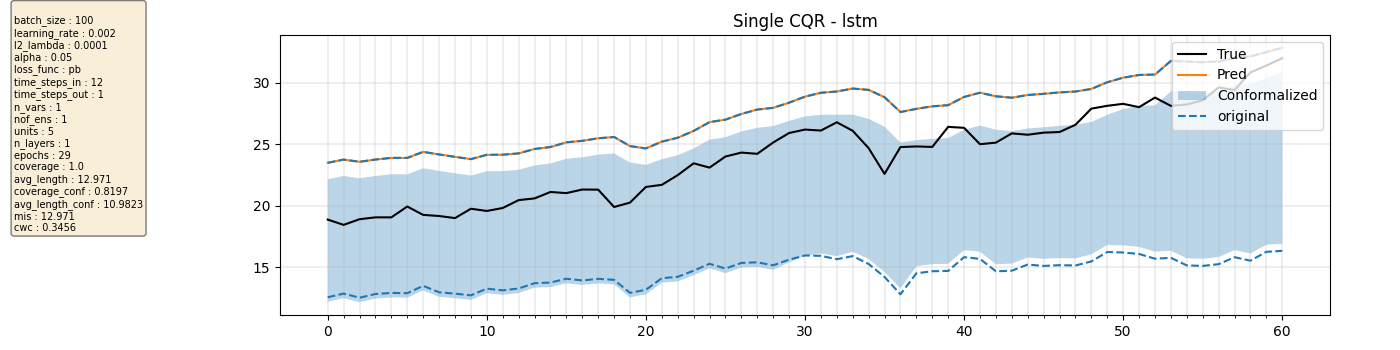 batch_size : 100
learning_rate : 0.002
l2_lambda : 0.0001
alpha : 0.05
loss_func : pb
time_steps_in : 12
time_steps_out : 1
n_vars : 1
nof_ens : 1
units : 5
n_layers : 1
epochs : 29
coverage : 1.0
avg_length : 12.971
coverage_conf : 0.8197
avg_length_conf : 10.9823
mis : 12.971
cwc : 0.3456
Single CQR - lstm
True
Pred
Conformalized
original
30
25
20
15
0 10 20 30 40 50 60